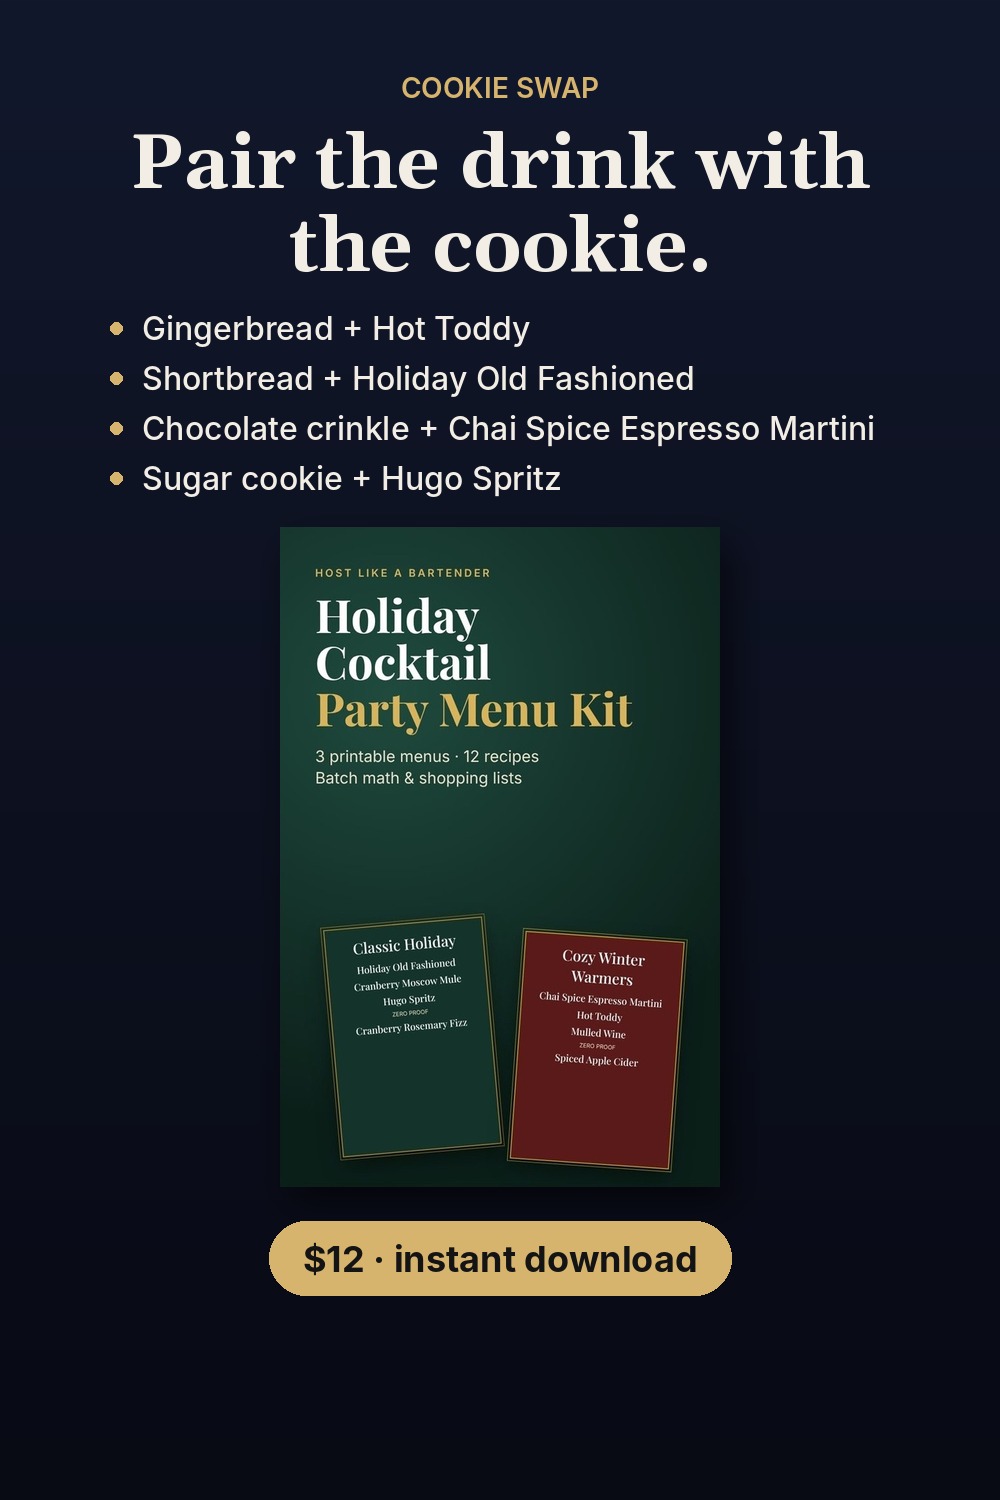 COOKIE SWAP
Pair the drink with
the cookie.
Gingerbread + Hot Toddy
Shortbread + Holiday Old Fashioned
Chocolate crinkle + Chai Spice Espresso Martini
Sugar cookie + Hugo Spritz
HOST LIKE A BARTENDER
Holiday
Cocktail
Party Menu Kit
3 printable menus · 12 recipes
Batch math & shopping lists
Classic Holiday
Holiday Old Fashioned
Cranberry Moscow Mule
Hugo Spritz
ZERO PROOF
Cranberry Rosemary Fizz
Cozy Winter
Warmers
Chai Spice Espresso Martini
Hot Toddy
Mulled Wine
ZERO PROOF
Spiced Apple Cider
$12 · instant download